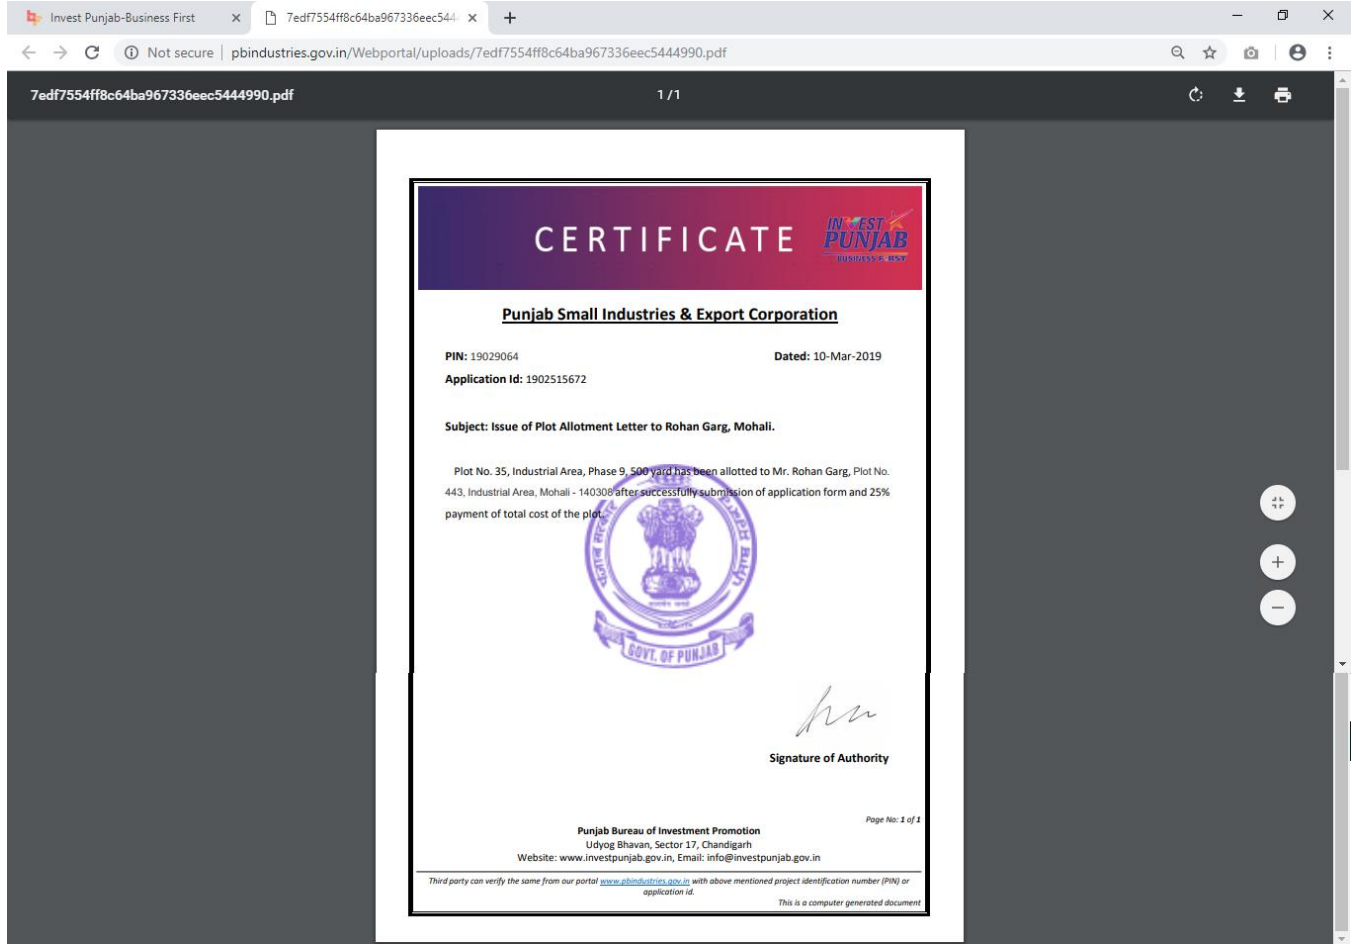 Invest Punjab-Business First
7edf7554ff8c64ba967336eec544
Not secure | pbindustries.gov.in/Webportal/uploads/7edf7554ff8c64ba967336eec5444990.pdf
7edf7554ff8c64ba967336eec5444990.pdf 1 / 1
CERTIFICATE
INVEST
PUNJAB
BUSINESS FIRST
Punjab Small Industries & Export Corporation
PIN: 19029064 Dated: 10-Mar-2019
Application Id: 1902515672
Subject: Issue of Plot Allotment Letter to Rohan Garg, Mohali.
Plot No. 35, Industrial Area, Phase 9, 500 yard has been allotted to Mr. Rohan Garg, Plot No.
443, Industrial Area, Mohali - 140308 after successfully submission of application form and 25%
payment of total cost of the plot.
GOVT. OF PUNJAB
Signature of Authority
Page No: 1 of 1
Punjab Bureau of Investment Promotion
Udyog Bhavan, Sector 17, Chandigarh
Website: www.investpunjab.gov.in, Email: info@investpunjab.gov.in
Third party can verify the same from our portal www.pbindustries.gov.in with above mentioned project identification number (PIN) or
application id.
This is a computer generated document